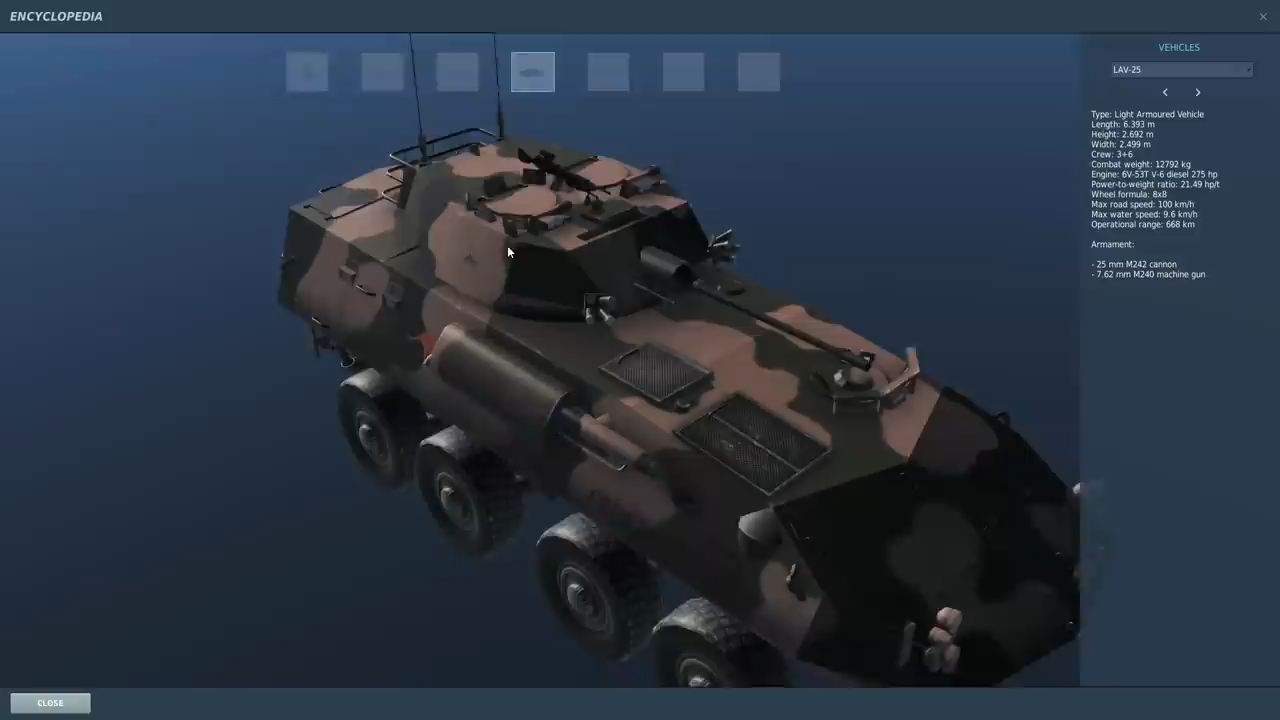 ENCYCLOPEDIA
VEHICLES
LAV-25
Type: Light Armoured Vehicle
Length: 6.393 m
Height: 2.692 m
Width: 2.499 m
Crew: 3+6
Combat weight: 12792 kg
Engine: 6V-53T V-6 diesel 275 hp
Power-to-weight ratio: 21.49 hp/t
Wheel formula: 8x8
Max road speed: 100 km/h
Max water speed: 9.6 km/h
Operational range: 668 km
Armament:
- 25 mm M242 cannon
- 7.62 mm M240 machine gun
CLOSE